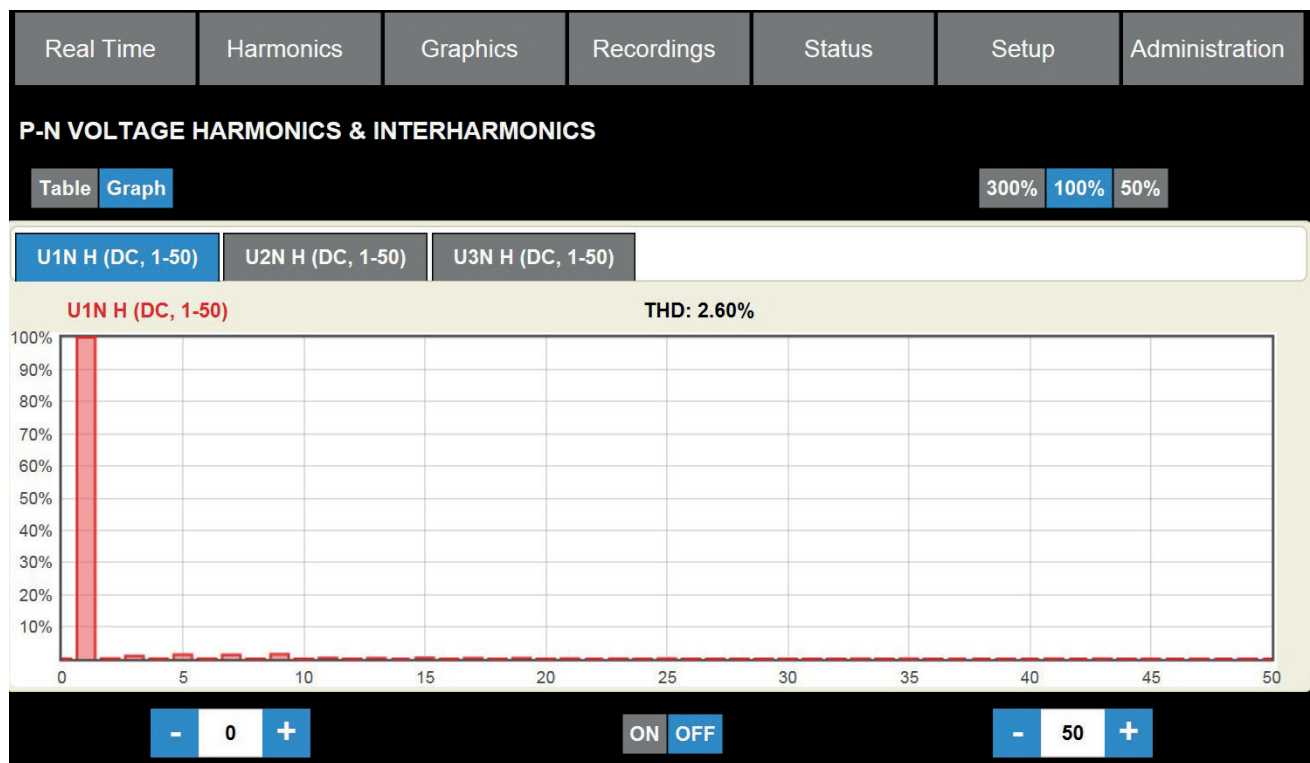 Real Time Harmonics Graphics Recordings Status Setup Administration
P-N VOLTAGE HARMONICS & INTERHARMONICS
Table Graph 300% 100% 50%
U1N H (DC, 1-50) U2N H (DC, 1-50) U3N H (DC, 1-50)
U1N H (DC, 1-50) THD: 2.60%
100%
90%
80%
70%
60%
50%
40%
30%
20%
10%
0 5 10 15 20 25 30 35 40 45 50
- 0 + ON OFF - 50 +